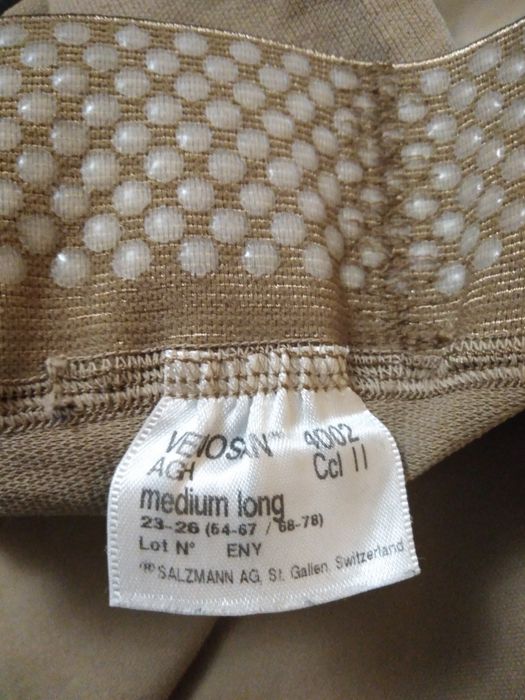 VENOSAN™ 4002
AGH Ccl II
medium long
23-26 (54-67 / 68-78)
Lot N° ENY
®SALZMANN AG, St. Gallen, Switzerland